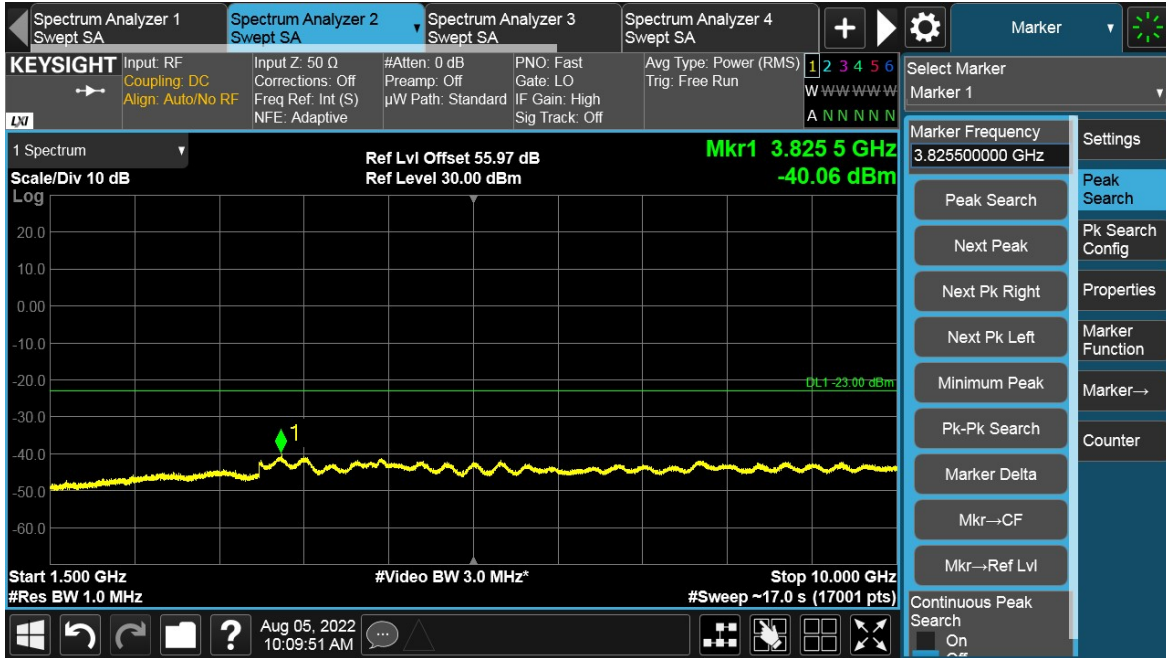 Spectrum Analyzer 1
Swept SA
Spectrum Analyzer 2
Swept SA
Spectrum Analyzer 3
Swept SA
Spectrum Analyzer 4
Swept SA
+
Marker
KEYSIGHT
LXI
Input: RF
Coupling: DC
Align: Auto/No RF
Input Z: 50 Ω
Corrections: Off
Freq Ref: Int (S)
NFE: Adaptive
#Atten: 0 dB
Preamp: Off
µW Path: Standard
PNO: Fast
Gate: LO
IF Gain: High
Sig Track: Off
Avg Type: Power (RMS)
Trig: Free Run
1 2 3 4 5 6
W W W W W W
A N N N N N
Select Marker
Marker 1
1 Spectrum
Scale/Div 10 dB
Ref Lvl Offset 55.97 dB
Ref Level 30.00 dBm
Mkr1 3.825 5 GHz
-40.06 dBm
Log
20.0
10.0
0.00
-10.0
-20.0
-30.0
-40.0
-50.0
-60.0
DL1 -23.00 dBm
1
Start 1.500 GHz
#Res BW 1.0 MHz
#Video BW 3.0 MHz*
Stop 10.000 GHz
#Sweep ~17.0 s (17001 pts)
Marker Frequency
3.825500000 GHz
Peak Search
Next Peak
Next Pk Right
Next Pk Left
Minimum Peak
Pk-Pk Search
Marker Delta
Mkr→CF
Mkr→Ref Lvl
Continuous Peak
Search
On
Off
Settings
Peak
Search
Pk Search
Config
Properties
Marker
Function
Marker→
Counter
?
Aug 05, 2022
10:09:51 AM